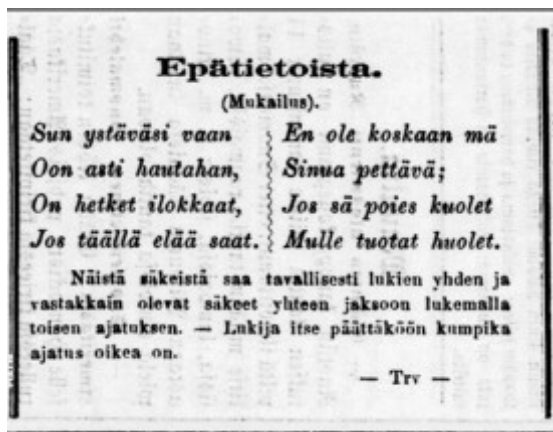 Epätietoista.
(Mukailus).
Sun ystäväsi vaan
Oon asti hautahan,
On hetket ilokkaat,
Jos täällä elää saat.
En ole koskaan mä
Sinua pettävä;
Jos sä poies kuolet
Mulle tuotat huolet.
Näistä säkeistä saa tavallisesti lukien yhden ja
vastakkain olevat säkeet yhteen jaksoon lukemalla
toisen ajatuksen. — Lukija itse päättäköön kumpika
ajatus oikea on.
— Trv —